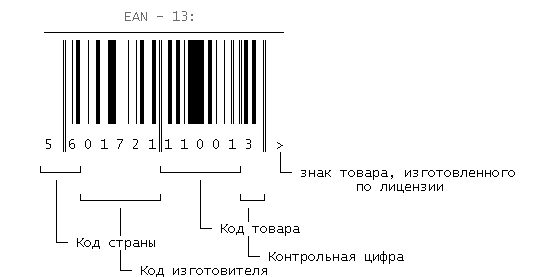 EAN - 13:
5 601721 110013 >
знак товара, изготовленного
по лицензии
Код товара
Код страны
Контрольная цифра
Код изготовителя